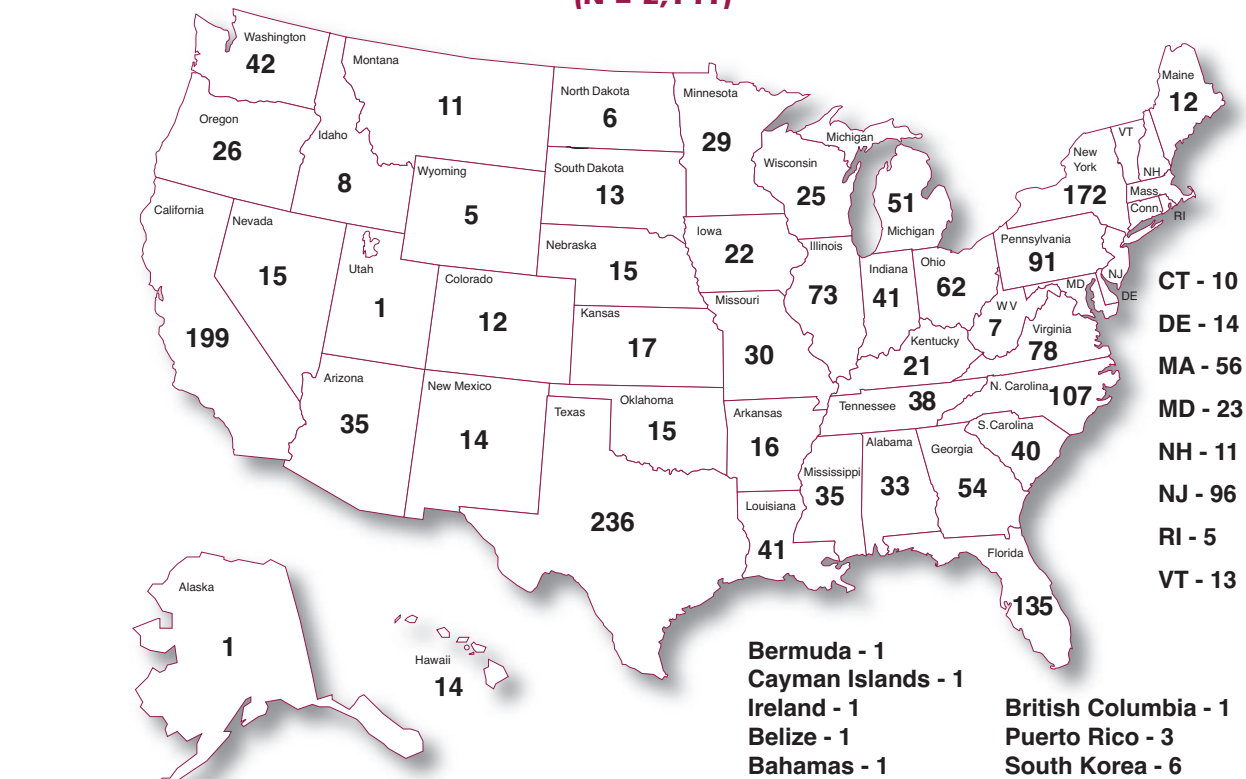 Washington
42
Montana
11
North Dakota
6
Minnesota
29
Maine
12
Oregon
26
Idaho
8
Wyoming
5
South Dakota
13
Wisconsin
25
Michigan
51
Michigan
New
York
172
VT
NH
Mass.
Conn.
RI
California
199
Nevada
15
Utah
1
Colorado
12
Nebraska
15
Iowa
22
Illinois
73
Indiana
41
Ohio
62
Pennsylvania
91
NJ
MD
DE
Kansas
17
Missouri
30
Kentucky
21
W V
7
Virginia
78
Arizona
35
New Mexico
14
Texas
236
Oklahoma
15
Arkansas
16
Tennessee 38
N. Carolina 107
S.Carolina
40
Mississippi
35
Alabama
33
Georgia
54
Louisiana
41
Florida
135
Alaska
1
Hawaii
14
CT - 10
DE - 14
MA - 56
MD - 23
NH - 11
NJ - 96
RI - 5
VT - 13
Bermuda - 1
Cayman Islands - 1
Ireland - 1
Belize - 1
Bahamas - 1
British Columbia - 1
Puerto Rico - 3
South Korea - 6